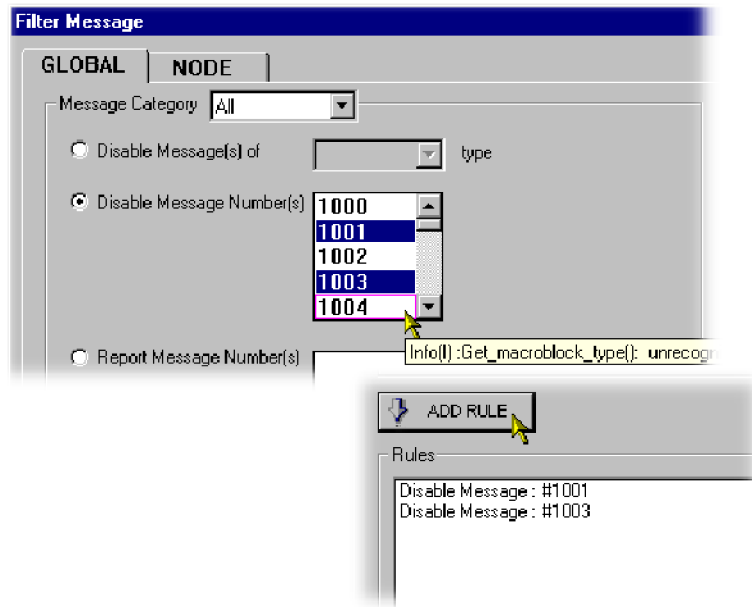 Filter Message
GLOBAL NODE
Message Category All
Disable Message(s) of type
Disable Message Number(s)
1000
1001
1002
1003
1004
Info(I) :Get_macroblock_type(): unrecogn
Report Message Number(s)
ADD RULE
Rules
Disable Message : #1001
Disable Message : #1003